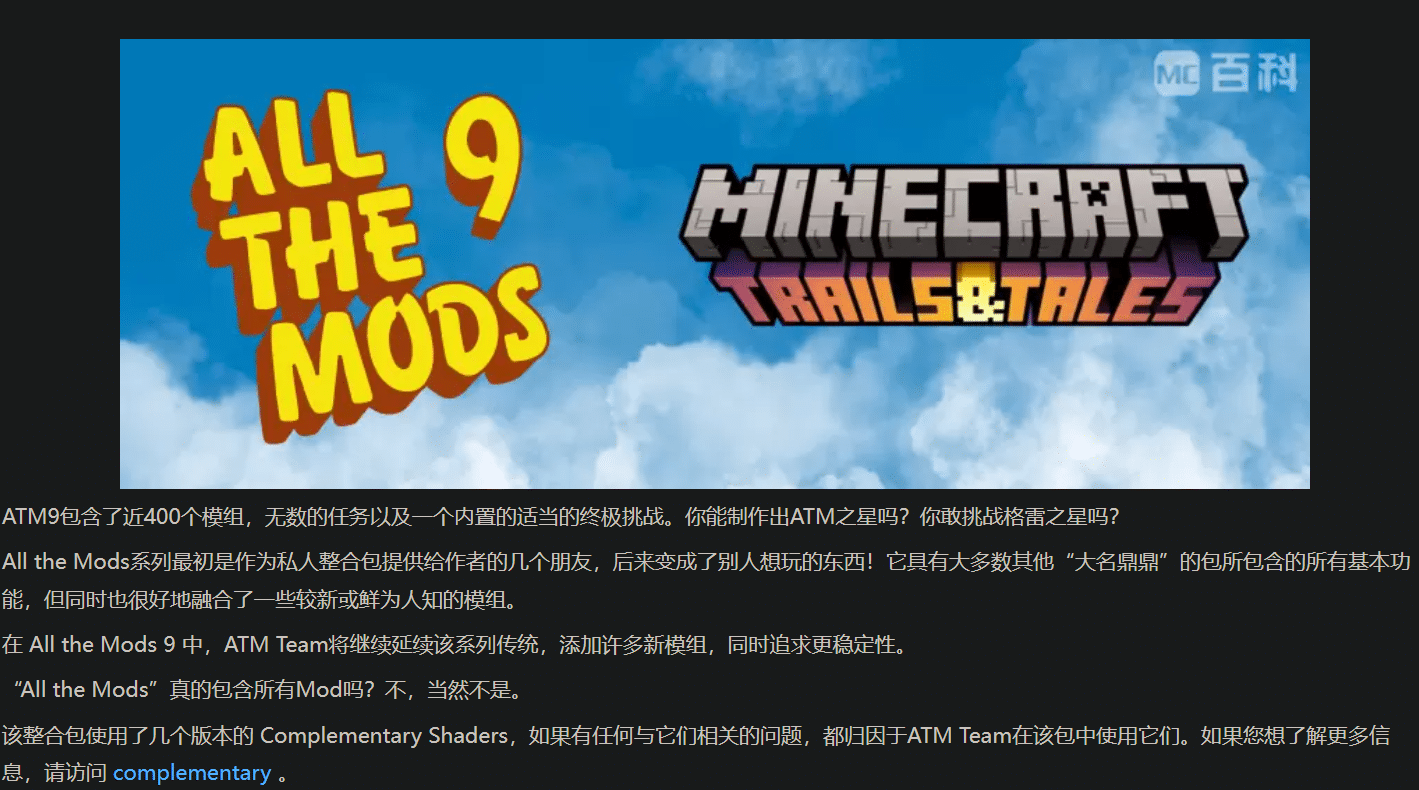 MC百科
ALL
THE 9
MODS
MINECRAFT
TRAILS&TALES
ATM9包含了近400个模组，无数的任务以及一个内置的适当的终极挑战。你能制作出ATM之星吗？你敢挑战格雷之星吗？
All the Mods系列最初是作为私人整合包提供给作者的几个朋友，后来变成了别人想玩的东西！它具有大多数其他“大名鼎鼎”的包所包含的所有基本功
能，但同时也很好地融合了一些较新或鲜为人知的模组。
在 All the Mods 9 中，ATM Team将继续延续该系列传统，添加许多新模组，同时追求更稳定性。
“All the Mods”真的包含所有Mod吗？不，当然不是。
该整合包使用了几个版本的 Complementary Shaders，如果有任何与它们相关的问题，都归因于ATM Team在该包中使用它们。如果您想了解更多信
息，请访问 complementary 。